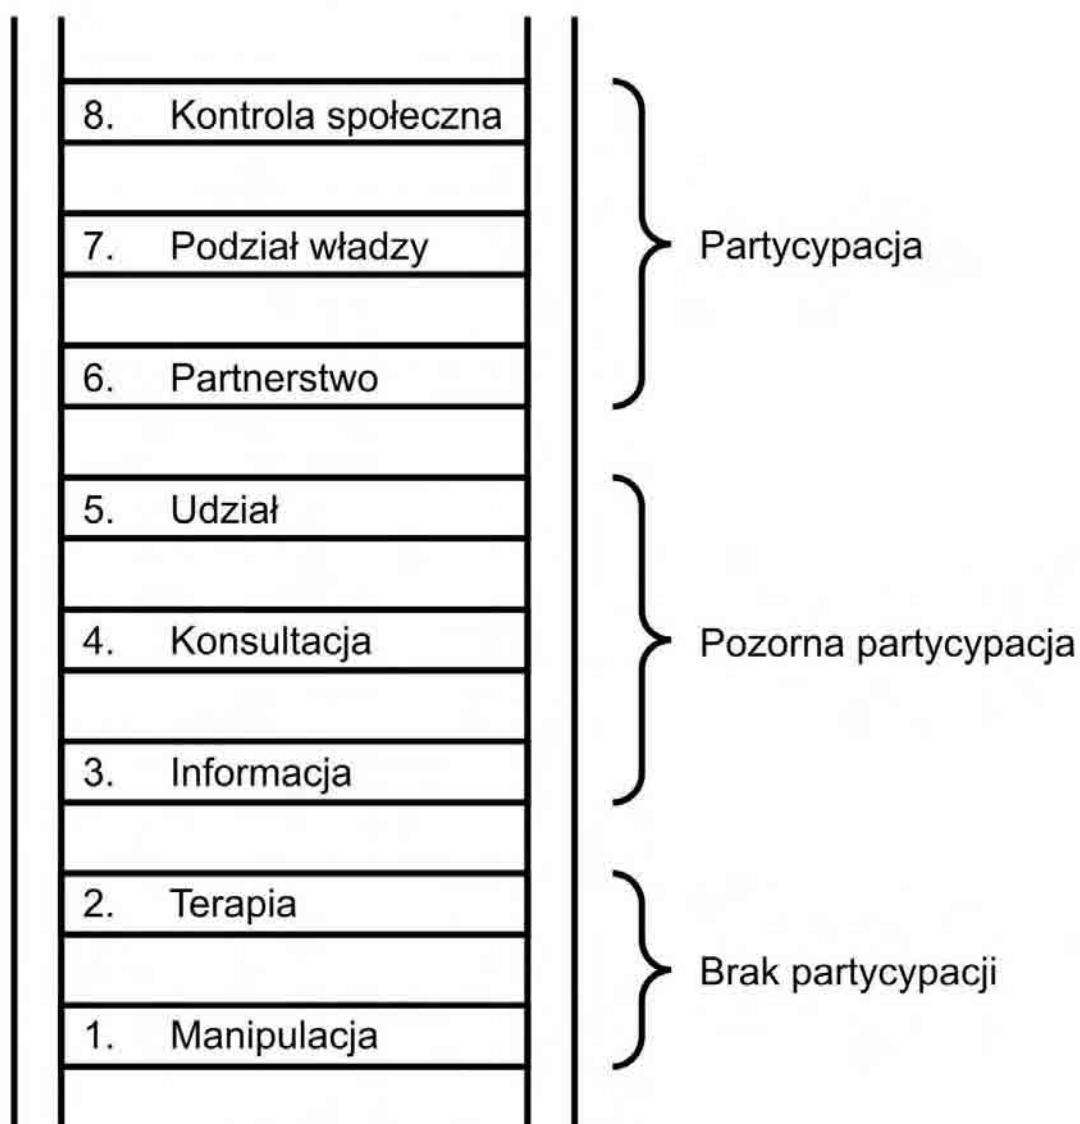 8. Kontrola społeczna
7. Podział władzy
Partycypacja
6. Partnerstwo
5. Udział
4. Konsultacja
Pozorna partycypacja
3. Informacja
2. Terapia
Brak partycypacji
1. Manipulacja